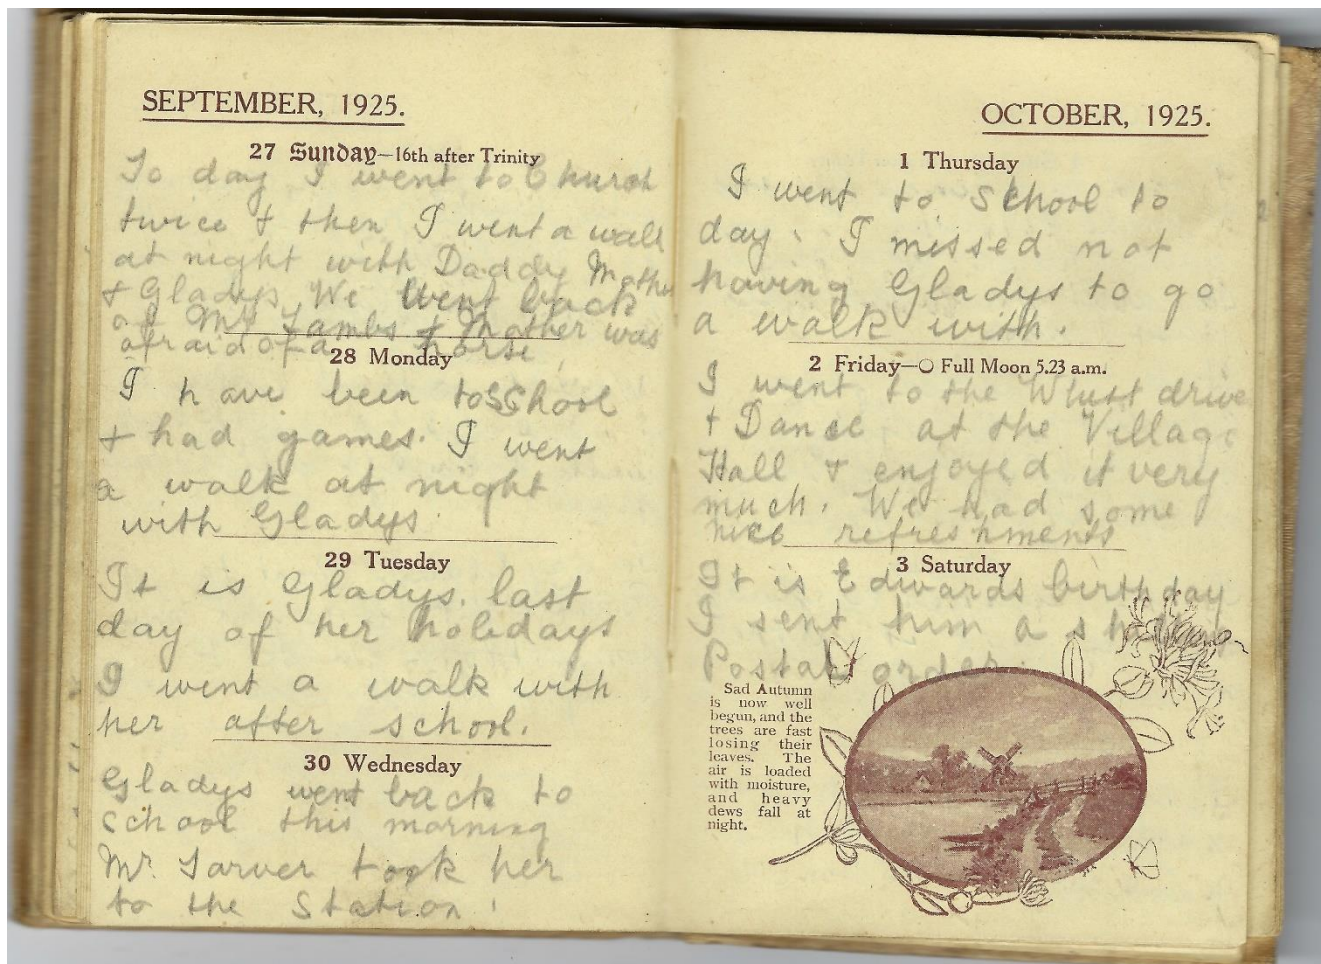 SEPTEMBER, 1925.
27 Sunday—16th after Trinity
To day I went to Church
twice & then I went a walk
at night with Daddy Mother
& Gladys We went back
at Mr Lambs & Mother was
afraid of a horse
28 Monday
I have been to School
& had games. I went
a walk at night
with Gladys.
29 Tuesday
It is Gladys. last
day of her holidays
I went a walk with
her after school.
30 Wednesday
Gladys went back to
school this morning
Mr. Tarver took her
to the Station.
OCTOBER, 1925.
1 Thursday
I went to School to
day. I missed not
having Gladys to go
a walk with.
2 Friday—○ Full Moon 5.23 a.m.
I went to the Whist drive
& Dance at the Village
Hall & enjoyed it very
much. We had some
nice refreshments
3 Saturday
It is Edwards birthday
I sent him a
Postal order.
Sad Autumn
is now well
begun, and the
trees are fast
losing their
leaves. The
air is loaded
with moisture,
and heavy
dews fall at
night.